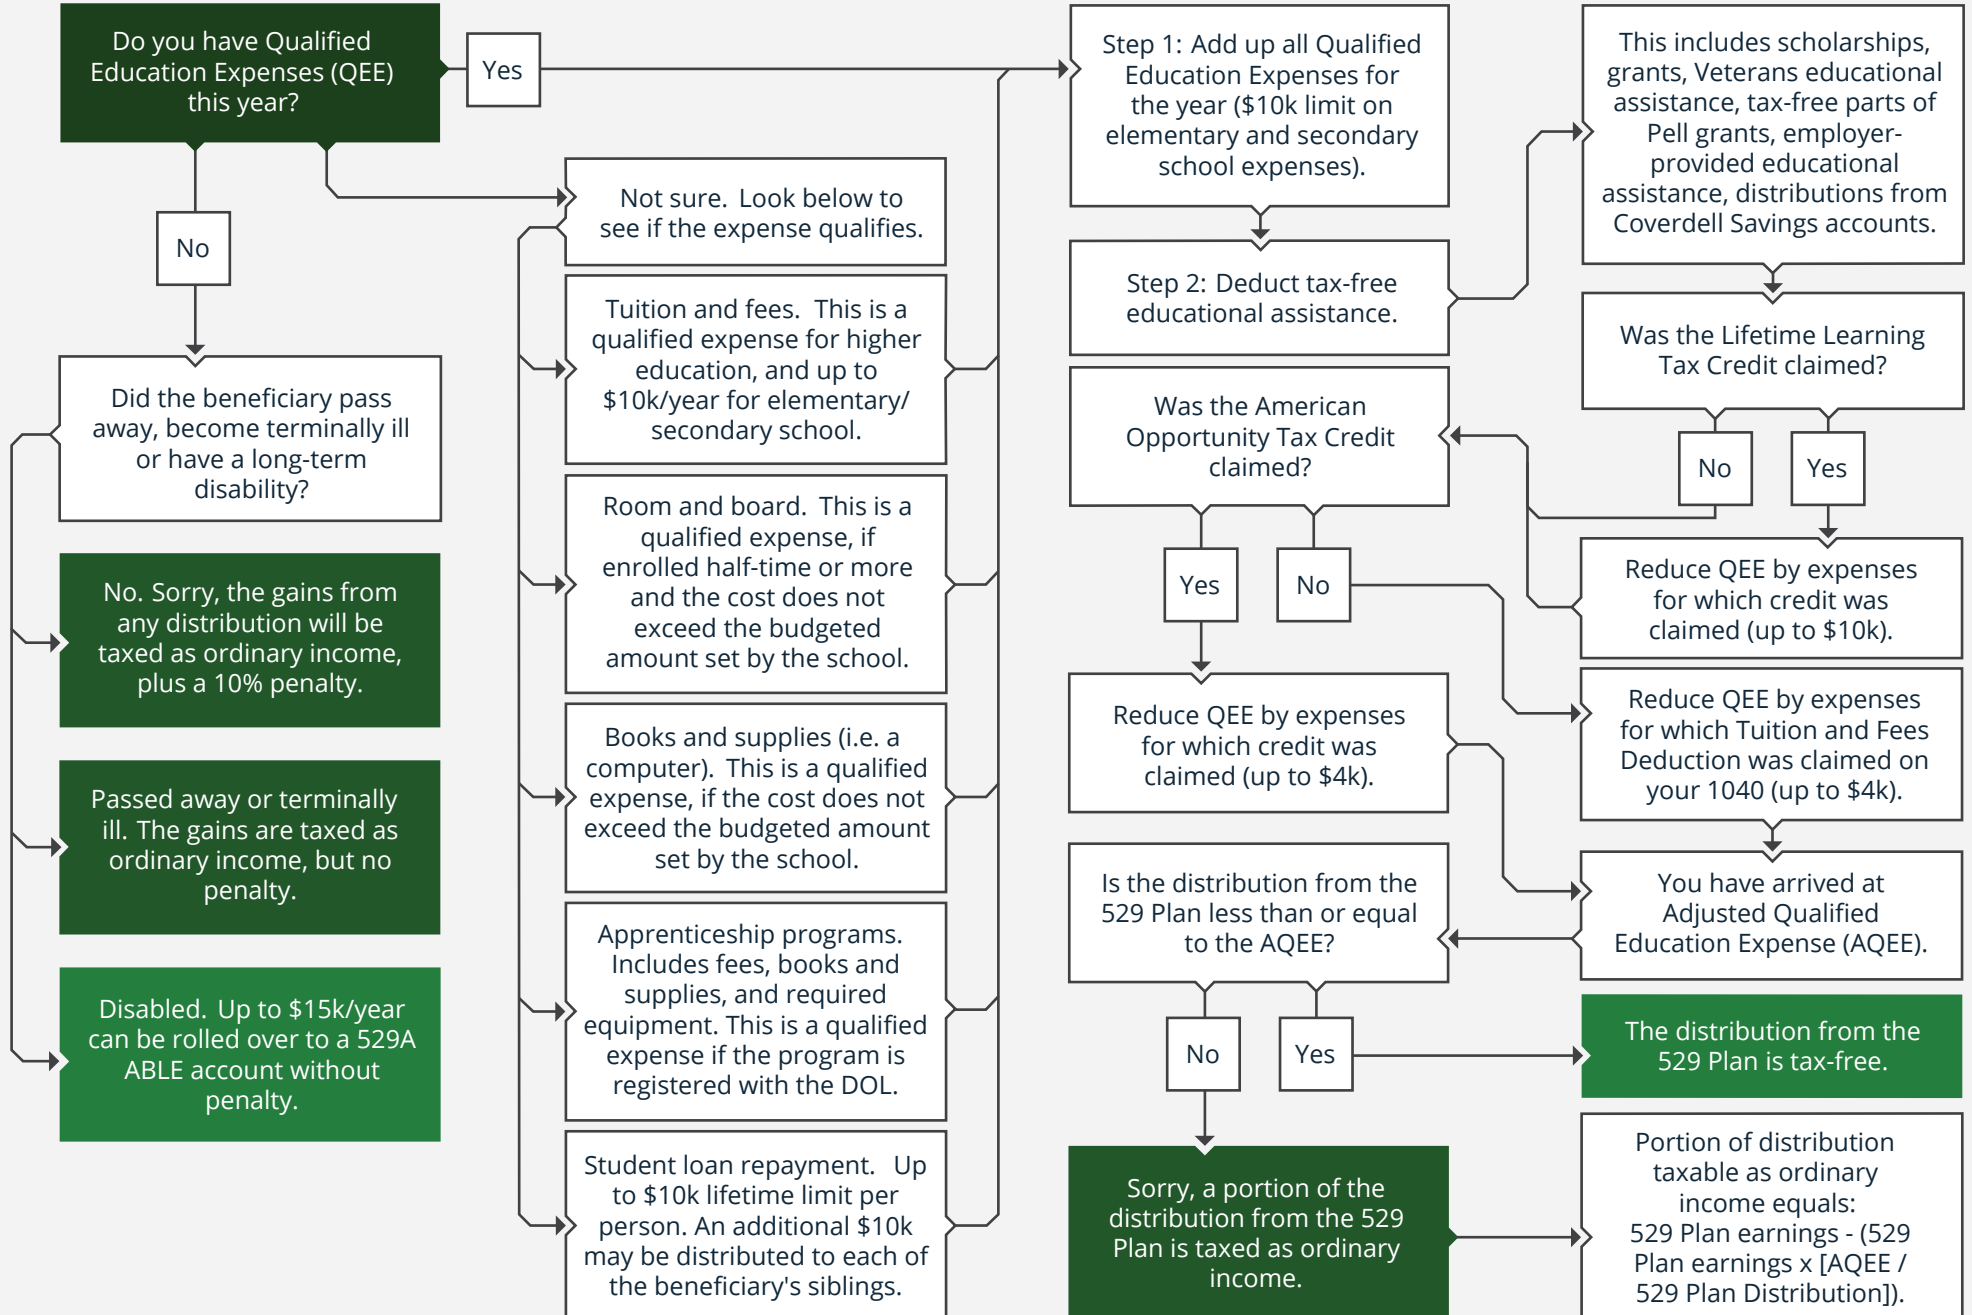 Do you have Qualified
Education Expenses (QEE)
this year?
Yes
No
Did the beneficiary pass
away, become terminally ill
or have a long-term
disability?
No. Sorry, the gains from
any distribution will be
taxed as ordinary income,
plus a 10% penalty.
Passed away or terminally
ill. The gains are taxed as
ordinary income, but no
penalty.
Disabled. Up to $15k/year
can be rolled over to a 529A
ABLE account without
penalty.
Not sure. Look below to
see if the expense qualifies.
Tuition and fees. This is a
qualified expense for higher
education, and up to
$10k/year for elementary/
secondary school.
Room and board. This is a
qualified expense, if
enrolled half-time or more
and the cost does not
exceed the budgeted
amount set by the school.
Books and supplies (i.e. a
computer). This is a qualified
expense, if the cost does not
exceed the budgeted amount
set by the school.
Apprenticeship programs.
Includes fees, books and
supplies, and required
equipment. This is a qualified
expense if the program is
registered with the DOL.
Student loan repayment. Up
to $10k lifetime limit per
person. An additional $10k
may be distributed to each of
the beneficiary's siblings.
Step 1: Add up all Qualified
Education Expenses for
the year ($10k limit on
elementary and secondary
school expenses).
Step 2: Deduct tax-free
educational assistance.
This includes scholarships,
grants, Veterans educational
assistance, tax-free parts of
Pell grants, employer-
provided educational
assistance, distributions from
Coverdell Savings accounts.
Was the Lifetime Learning
Tax Credit claimed?
No
Yes
Reduce QEE by expenses
for which credit was
claimed (up to $10k).
Was the American
Opportunity Tax Credit
claimed?
Yes
No
Reduce QEE by expenses
for which credit was
claimed (up to $4k).
Reduce QEE by expenses
for which Tuition and Fees
Deduction was claimed on
your 1040 (up to $4k).
You have arrived at
Adjusted Qualified
Education Expense (AQEE).
Is the distribution from the
529 Plan less than or equal
to the AQEE?
No
Yes
The distribution from the
529 Plan is tax-free.
Sorry, a portion of the
distribution from the 529
Plan is taxed as ordinary
income.
Portion of distribution
taxable as ordinary
income equals:
529 Plan earnings - (529
Plan earnings x [AQEE /
529 Plan Distribution]).